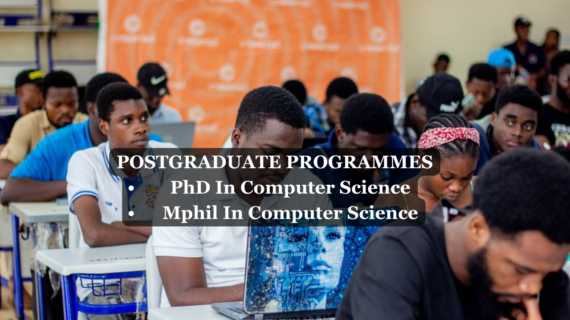 POSTGRADUATE PROGRAMMES
• PhD In Computer Science
• Mphil In Computer Science